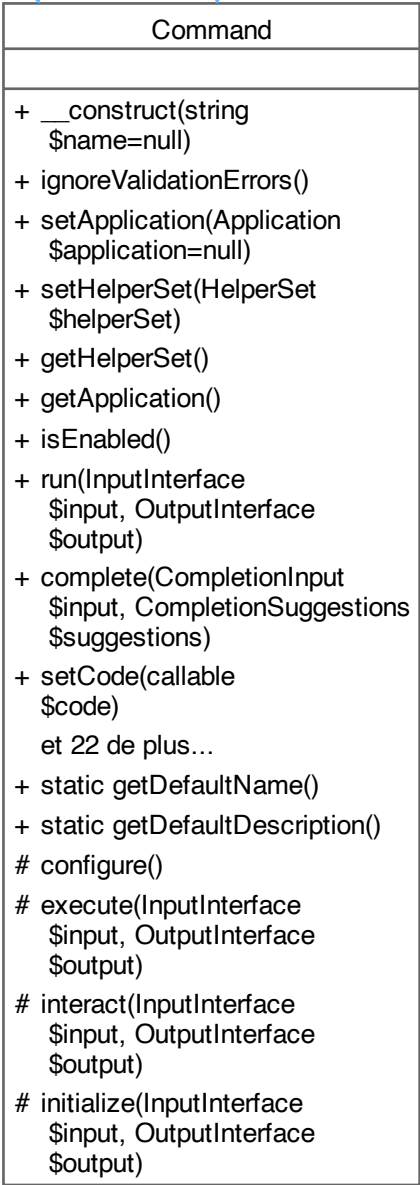 Command
+ __construct(string
$name=null)
+ ignoreValidationErrors()
+ setApplication(Application
$application=null)
+ setHelperSet(HelperSet
$helperSet)
+ getHelperSet()
+ getApplication()
+ isEnabled()
+ run(InputInterface
$input, OutputInterface
$output)
+ complete(CompletionInput
$input, CompletionSuggestions
$suggestions)
+ setCode(callable
$code)
et 22 de plus...
+ static getDefaultName()
+ static getDefaultDescription()
# configure()
# execute(InputInterface
$input, OutputInterface
$output)
# interact(InputInterface
$input, OutputInterface
$output)
# initialize(InputInterface
$input, OutputInterface
$output)